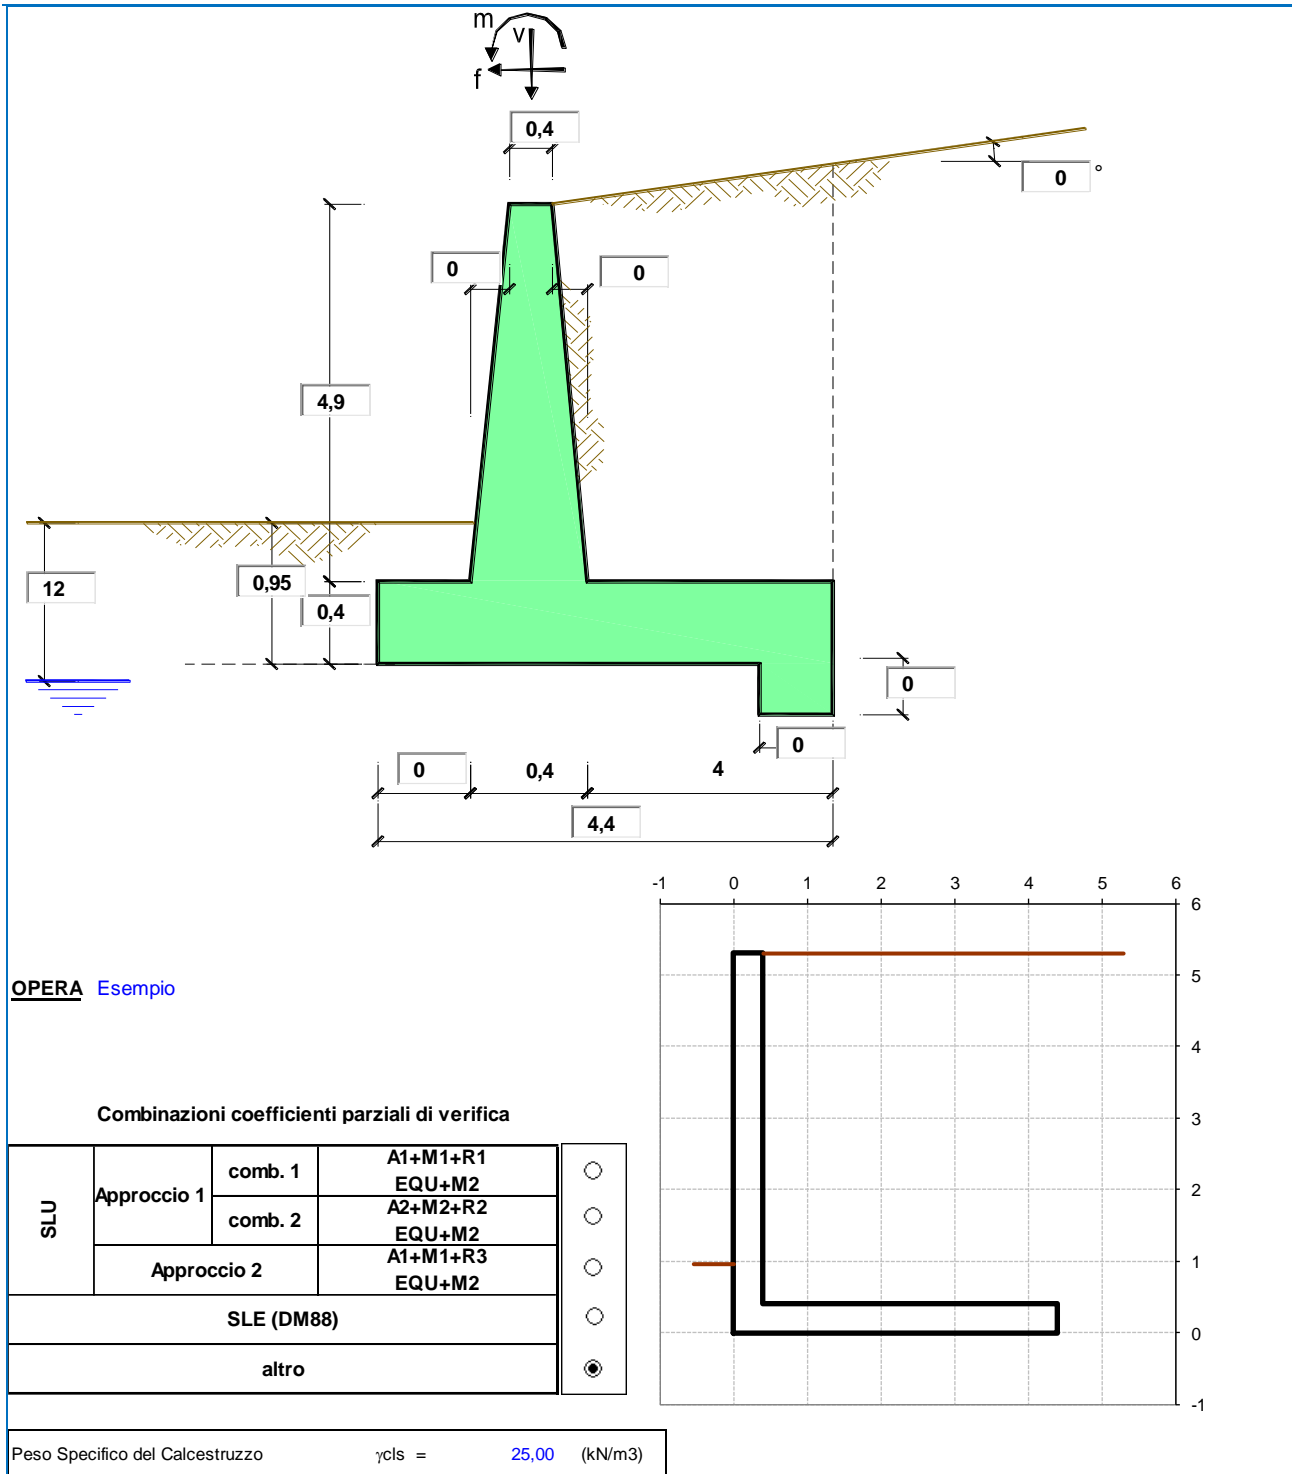 m
v
f
0,4
0 °
0
0
4,9
12
0,95
0,4
0
0
0
0,4
4
4,4
-1 0 1 2 3 4 5 6
6
5
4
3
2
1
0
-1
OPERA Esempio
Combinazioni coefficienti parziali di verifica
SLU
Approccio 1
comb. 1
A1+M1+R1
EQU+M2
comb. 2
A2+M2+R2
EQU+M2
Approccio 2
A1+M1+R3
EQU+M2
SLE (DM88)
altro
Peso Specifico del Calcestruzzo γcls = 25,00 (kN/m3)